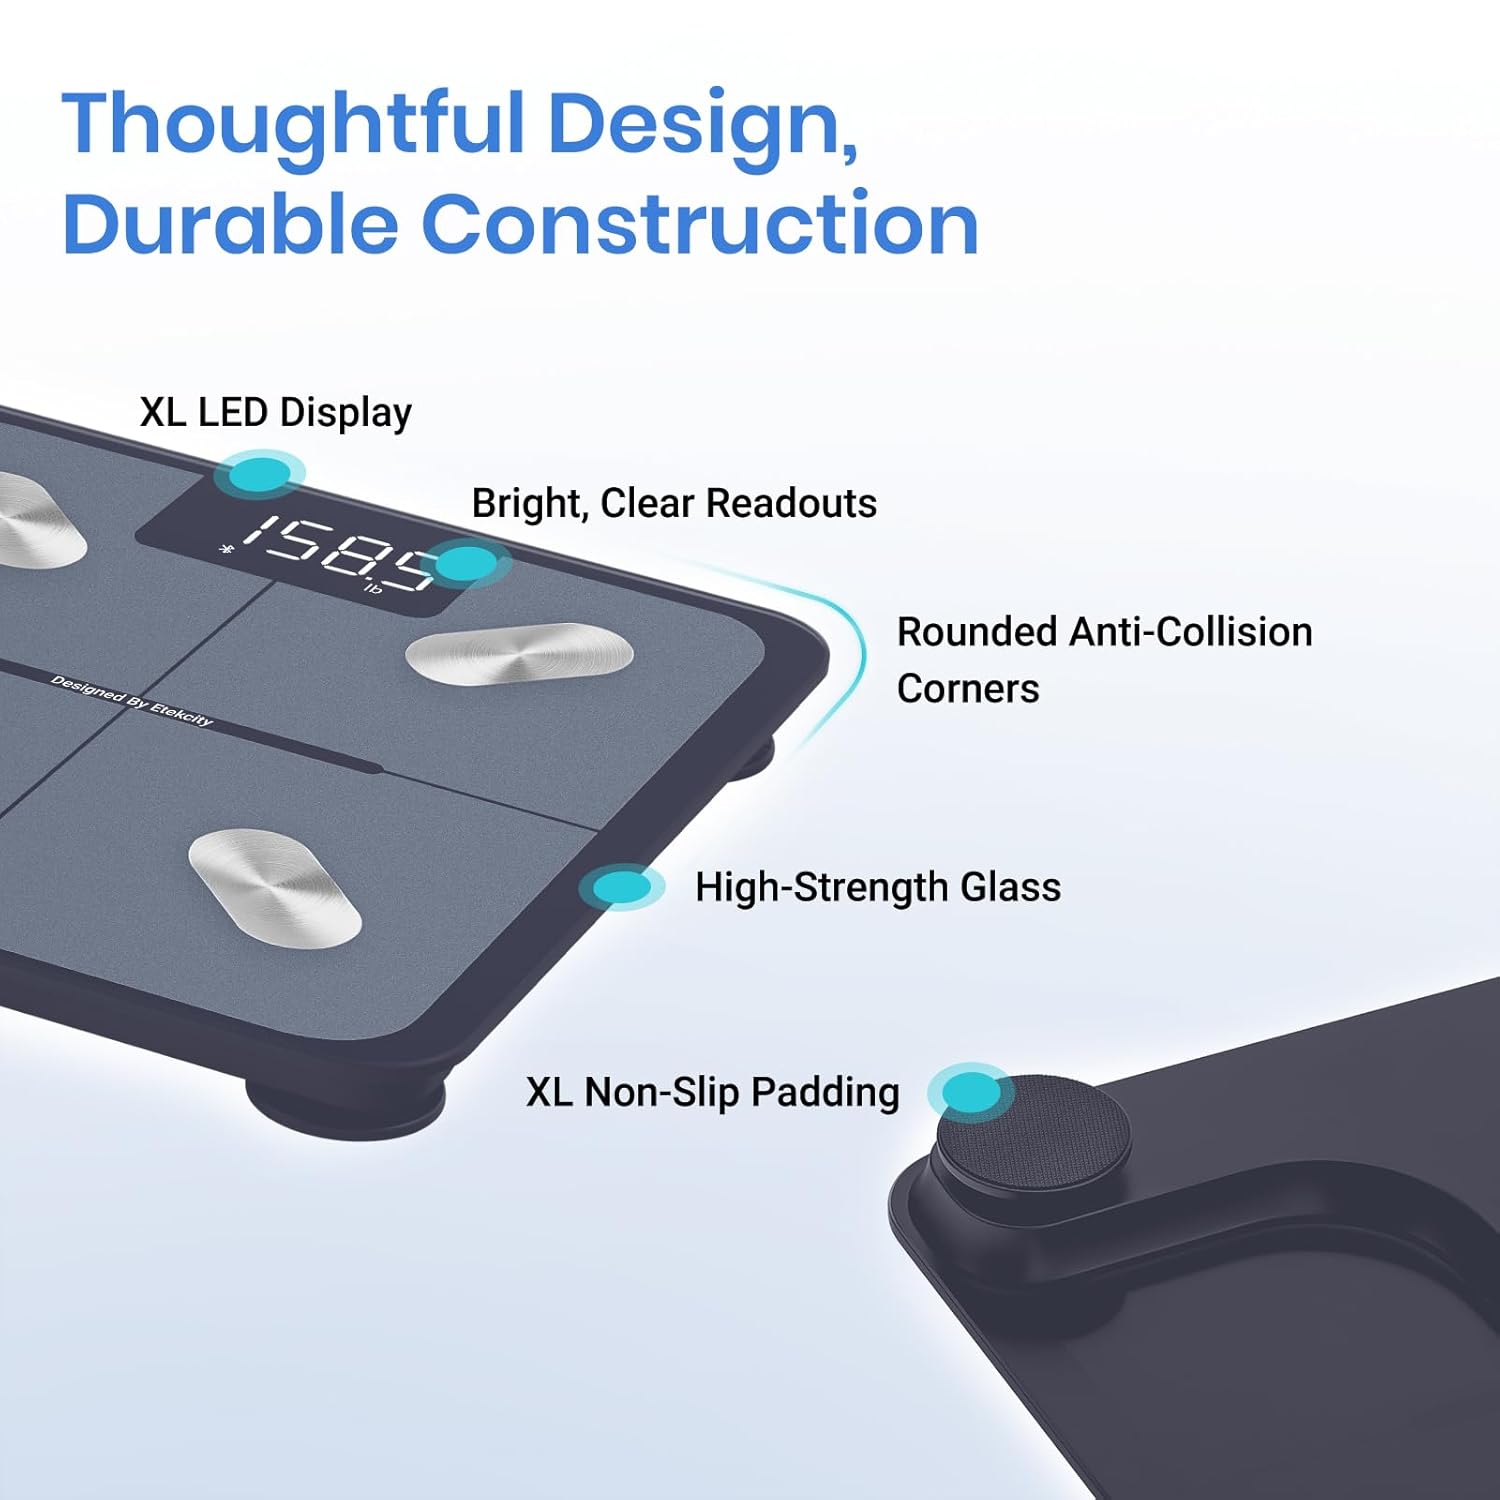 Thoughtful Design,
Durable Construction
XL LED Display
Bright, Clear Readouts
158.5
lb
Rounded Anti-Collision
Corners
Designed By Etekcity
High-Strength Glass
XL Non-Slip Padding